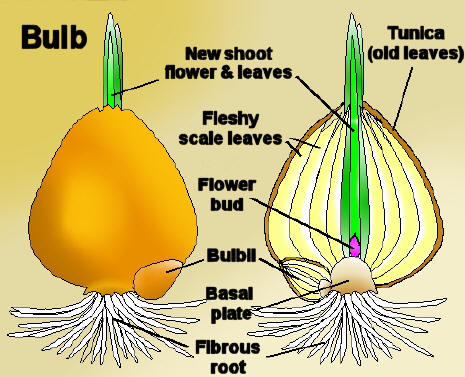 Bulb
New shoot
flower & leaves
Tunica
(old leaves)
Fleshy
scale leaves
Flower
bud
Bulbil
Basal
plate
Fibrous
root